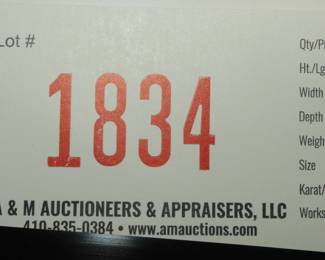 Lot #
1834
A & M AUCTIONEERS & APPRAISERS, LLC
410-835-0384 • www.amauctions.com
Qty/Pi
Ht./Lg
Width
Depth
Weigh
Size
Karat/
Works